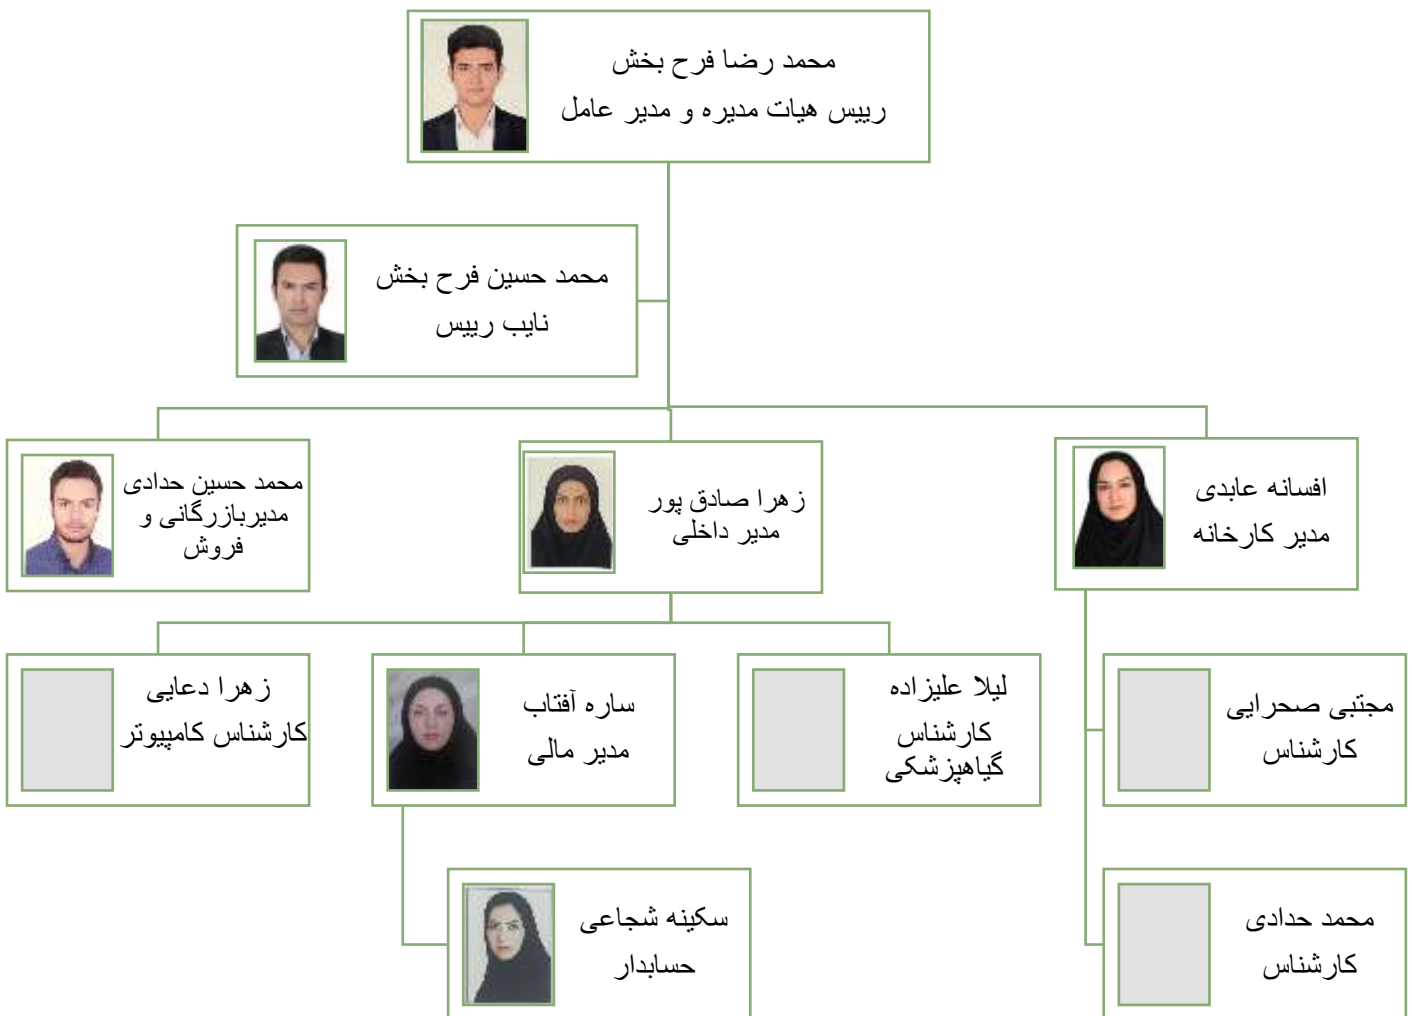 محمد رضا فرح بخش
رییس هیات مدیره و مدیر عامل
محمد حسین فرح بخش
نایب رییس
افسانه عابدی
مدیر کارخانه
زهرا صادق پور
مدیر داخلی
محمد حسین حدادی
مدیربازرگانی و
فروش
مجتبی صحرایی
کارشناس
لیلا علیزاده
کارشناس
گیاهپزشکی
ساره آفتاب
مدیر مالی
زهرا دعایی
کارشناس کامپیوتر
محمد حدادی
کارشناس
سکینه شجاعی
حسابدار